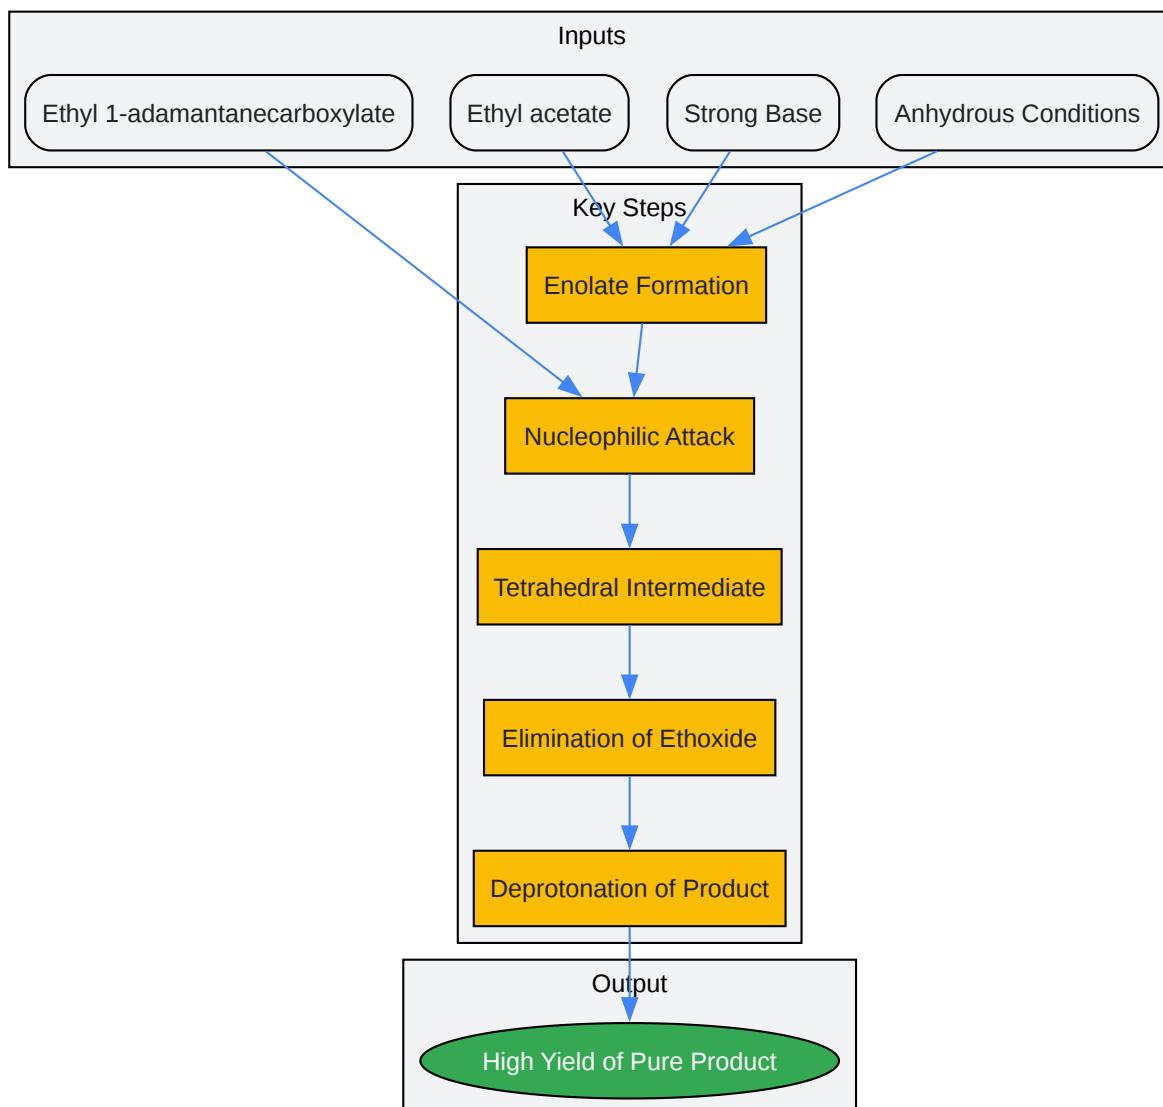 Inputs
Ethyl 1-adamantanecarboxylate
Ethyl acetate
Strong Base
Anhydrous Conditions
Key Steps
Enolate Formation
Nucleophilic Attack
Tetrahedral Intermediate
Elimination of Ethoxide
Deprotonation of Product
Output
High Yield of Pure Product